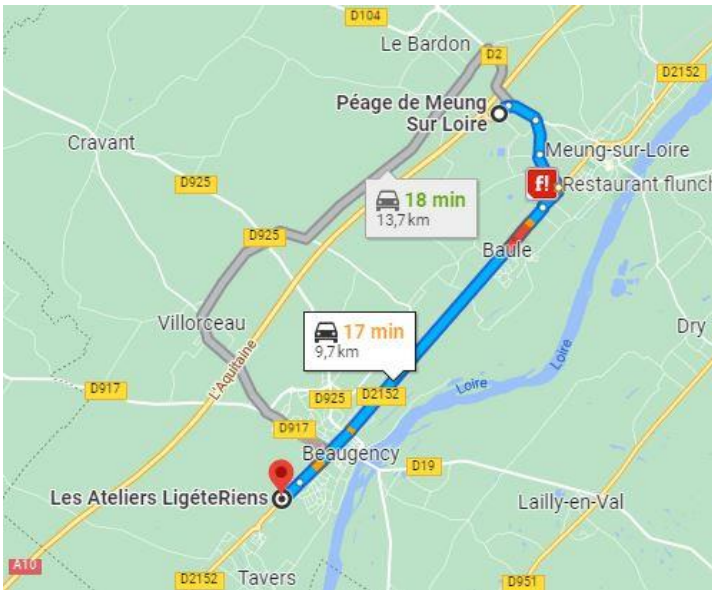 D104
Le Bardon
D2
D2152
Péage de Meung
Sur Loire
Cravant
Meung-sur-Loire
f!
Restaurant flunch
D925
18 min
13,7 km
D925
Baule
Villorceau
17 min
9,7 km
Dry
L'Aquitaine
Loire
Loire
D917
D925
D2152
D917
Beaugency
D19
Les Ateliers LigéteRiens
Lailly-en-Val
A10
D2152
Tavers
D951